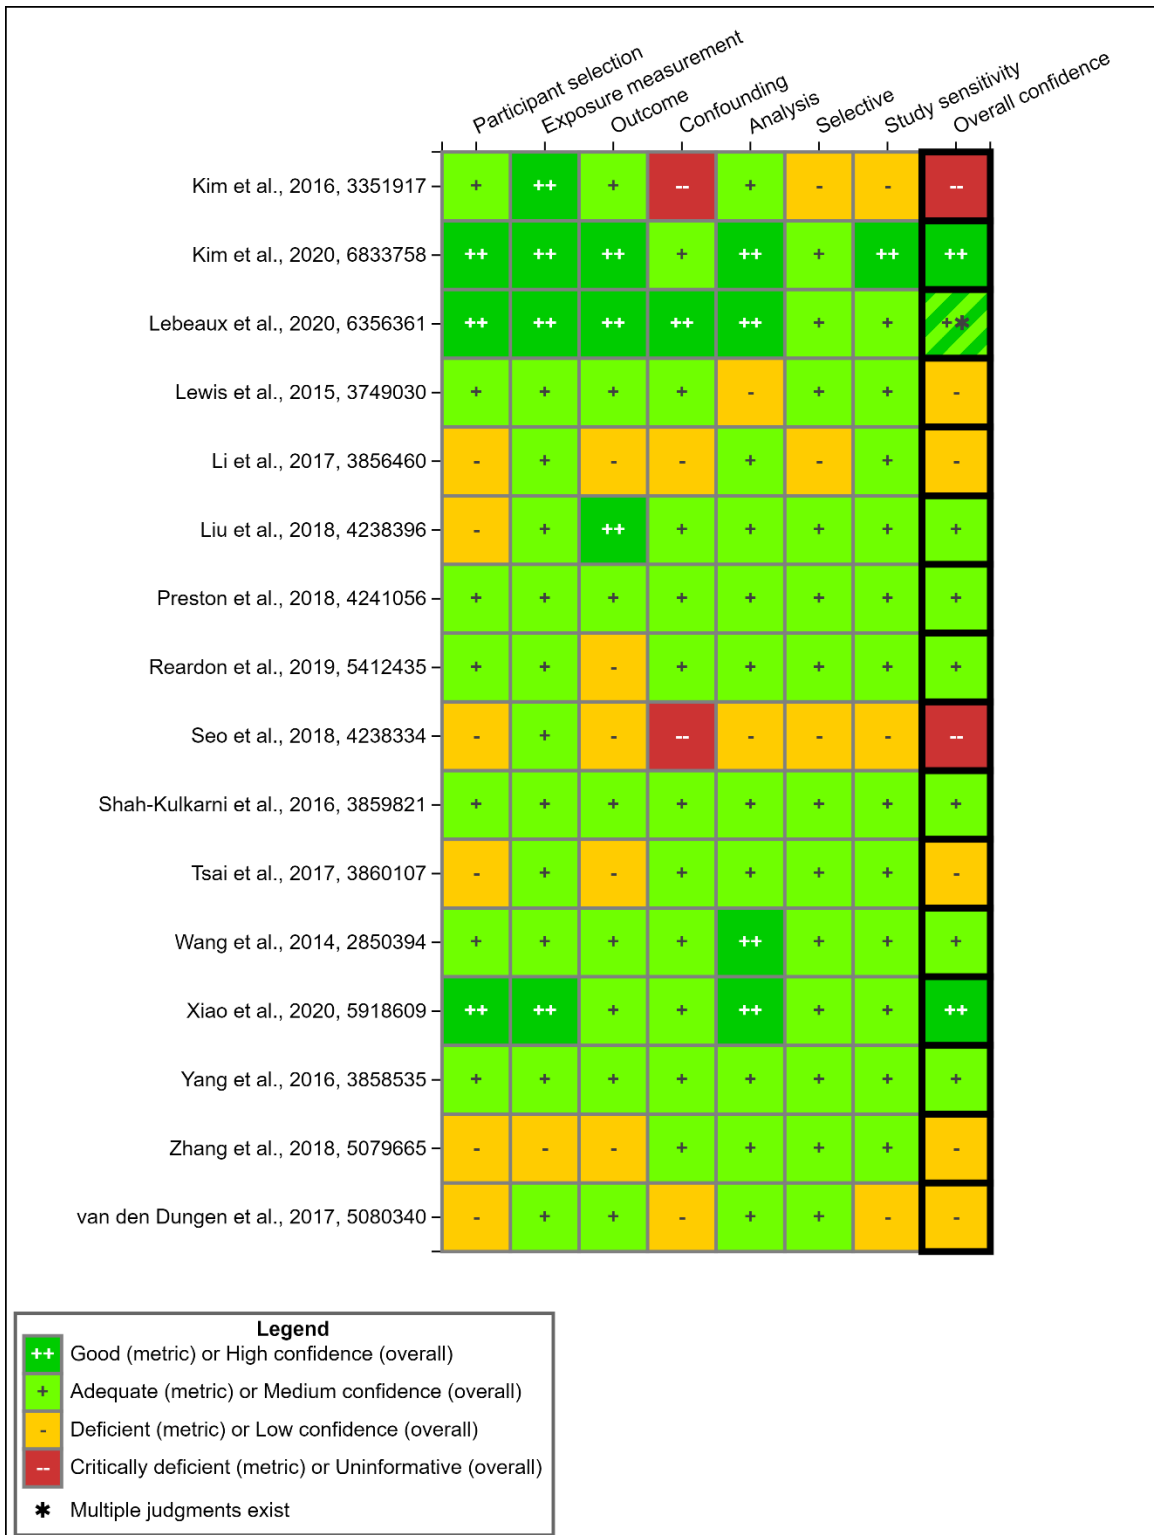 Participant selection
Exposure measurement
Outcome
Confounding
Analysis
Selective
Study sensitivity
Overall confidence
Kim et al., 2016, 3351917 + ++ + -- + - - --
Kim et al., 2020, 6833758 ++ ++ ++ + ++ + ++ ++
Lebeaux et al., 2020, 6356361 ++ ++ ++ ++ ++ + + +✱
Lewis et al., 2015, 3749030 + + + + - + + -
Li et al., 2017, 3856460 - + - - + - + -
Liu et al., 2018, 4238396 - + ++ + + + + +
Preston et al., 2018, 4241056 + + + + + + + +
Reardon et al., 2019, 5412435 + + - + + + + +
Seo et al., 2018, 4238334 - + - -- - - - --
Shah-Kulkarni et al., 2016, 3859821 + + + + + + + +
Tsai et al., 2017, 3860107 - + - + + + + -
Wang et al., 2014, 2850394 + + + + ++ + + +
Xiao et al., 2020, 5918609 ++ ++ + + ++ + + ++
Yang et al., 2016, 3858535 + + + + + + + +
Zhang et al., 2018, 5079665 - - - + + + + -
van den Dungen et al., 2017, 5080340 - + + - + + - -
Legend
++ Good (metric) or High confidence (overall)
+ Adequate (metric) or Medium confidence (overall)
- Deficient (metric) or Low confidence (overall)
-- Critically deficient (metric) or Uninformative (overall)
✱ Multiple judgments exist